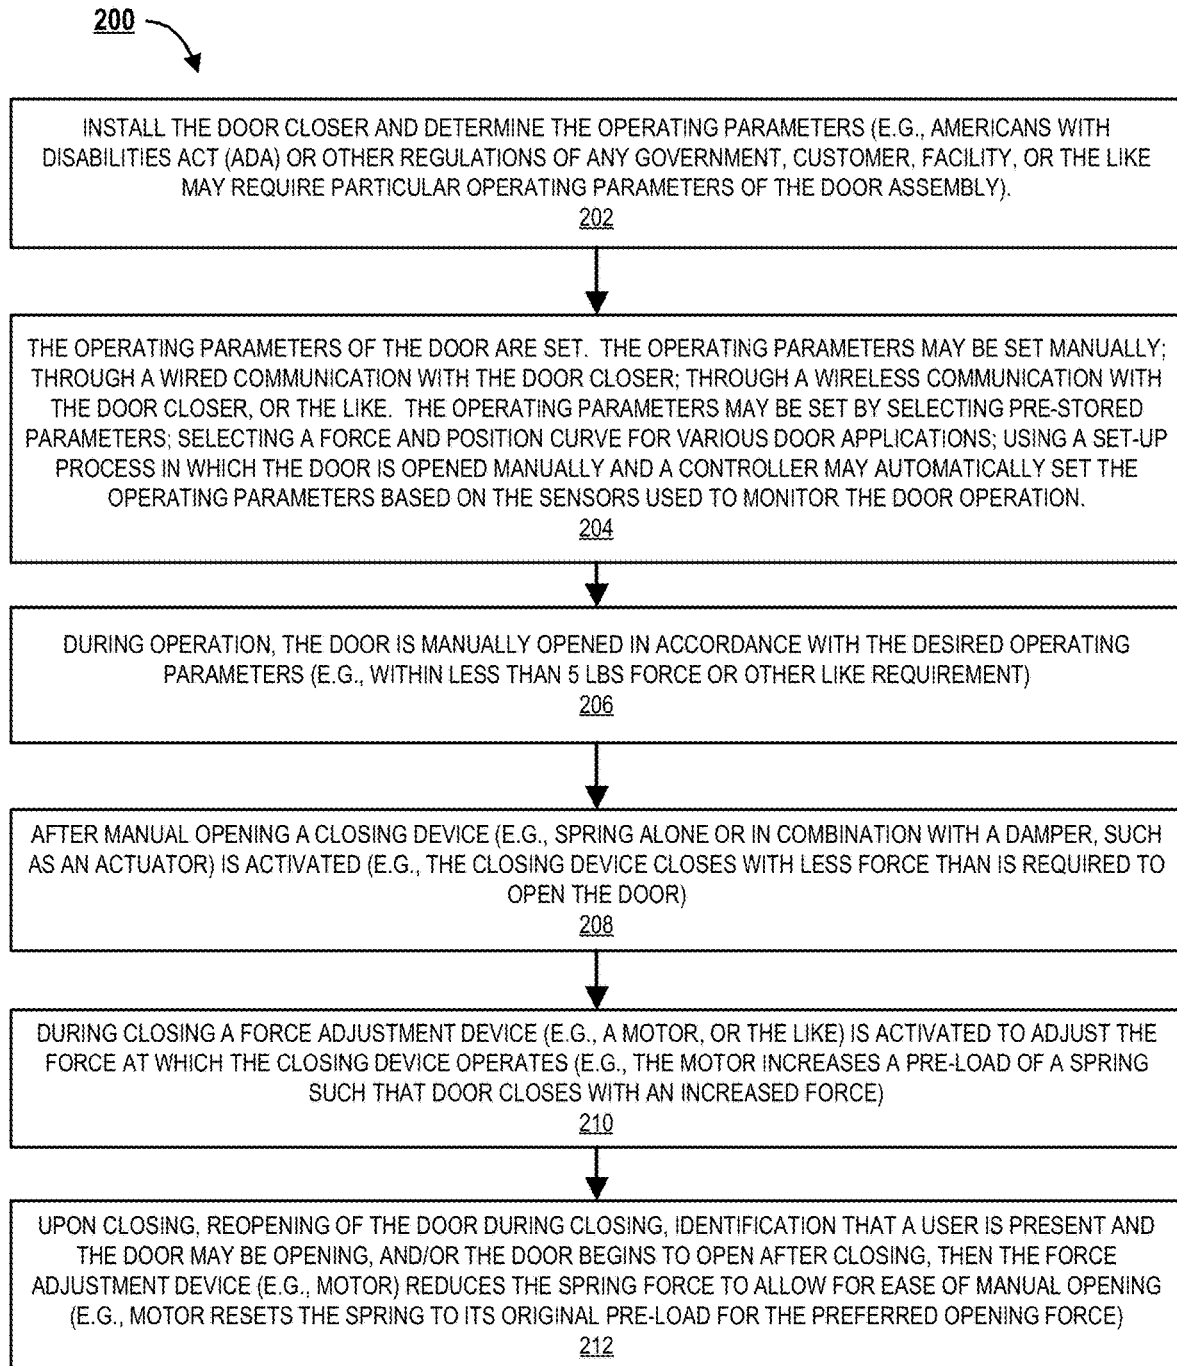 200
INSTALL THE DOOR CLOSER AND DETERMINE THE OPERATING PARAMETERS (E.G., AMERICANS WITH
DISABILITIES ACT (ADA) OR OTHER REGULATIONS OF ANY GOVERNMENT, CUSTOMER, FACILITY, OR THE LIKE
MAY REQUIRE PARTICULAR OPERATING PARAMETERS OF THE DOOR ASSEMBLY).
202
THE OPERATING PARAMETERS OF THE DOOR ARE SET. THE OPERATING PARAMETERS MAY BE SET MANUALLY;
THROUGH A WIRED COMMUNICATION WITH THE DOOR CLOSER; THROUGH A WIRELESS COMMUNICATION WITH
THE DOOR CLOSER, OR THE LIKE. THE OPERATING PARAMETERS MAY BE SET BY SELECTING PRE-STORED
PARAMETERS; SELECTING A FORCE AND POSITION CURVE FOR VARIOUS DOOR APPLICATIONS; USING A SET-UP
PROCESS IN WHICH THE DOOR IS OPENED MANUALLY AND A CONTROLLER MAY AUTOMATICALLY SET THE
OPERATING PARAMETERS BASED ON THE SENSORS USED TO MONITOR THE DOOR OPERATION.
204
DURING OPERATION, THE DOOR IS MANUALLY OPENED IN ACCORDANCE WITH THE DESIRED OPERATING
PARAMETERS (E.G., WITHIN LESS THAN 5 LBS FORCE OR OTHER LIKE REQUIREMENT)
206
AFTER MANUAL OPENING A CLOSING DEVICE (E.G., SPRING ALONE OR IN COMBINATION WITH A DAMPER, SUCH
AS AN ACTUATOR) IS ACTIVATED (E.G., THE CLOSING DEVICE CLOSES WITH LESS FORCE THAN IS REQUIRED TO
OPEN THE DOOR)
208
DURING CLOSING A FORCE ADJUSTMENT DEVICE (E.G., A MOTOR, OR THE LIKE) IS ACTIVATED TO ADJUST THE
FORCE AT WHICH THE CLOSING DEVICE OPERATES (E.G., THE MOTOR INCREASES A PRE-LOAD OF A SPRING
SUCH THAT DOOR CLOSES WITH AN INCREASED FORCE)
210
UPON CLOSING, REOPENING OF THE DOOR DURING CLOSING, IDENTIFICATION THAT A USER IS PRESENT AND
THE DOOR MAY BE OPENING, AND/OR THE DOOR BEGINS TO OPEN AFTER CLOSING, THEN THE FORCE
ADJUSTMENT DEVICE (E.G., MOTOR) REDUCES THE SPRING FORCE TO ALLOW FOR EASE OF MANUAL OPENING
(E.G., MOTOR RESETS THE SPRING TO ITS ORIGINAL PRE-LOAD FOR THE PREFERRED OPENING FORCE)
212